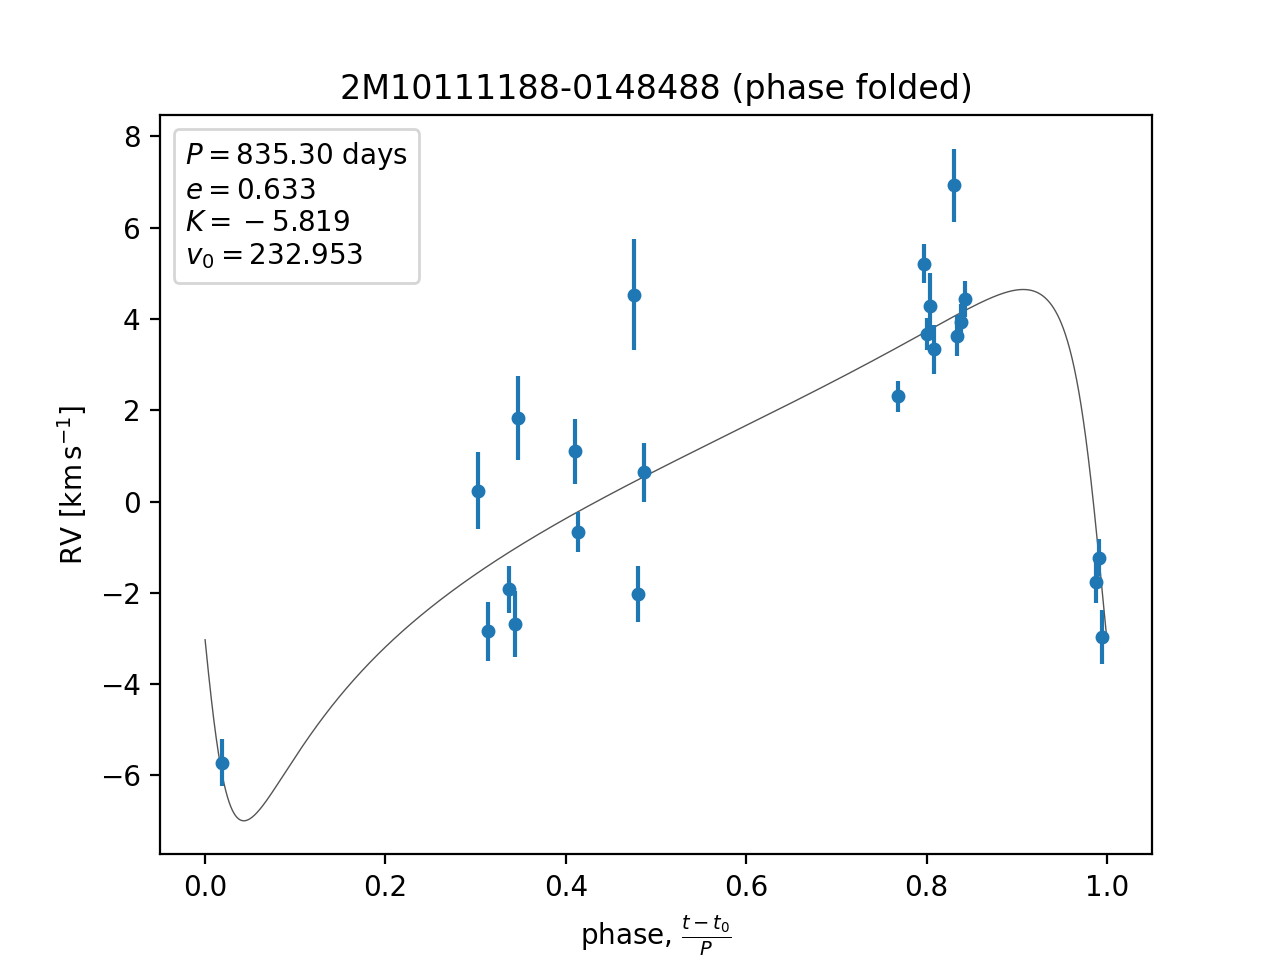 2M10111188-0148488 (phase folded)
P = 835.30 days
e = 0.633
K = −5.819
v₀ = 232.953
8
6
4
2
0
−2
−4
−6
RV [km s⁻¹]
0.0 0.2 0.4 0.6 0.8 1.0
phase, (t − t₀)/P